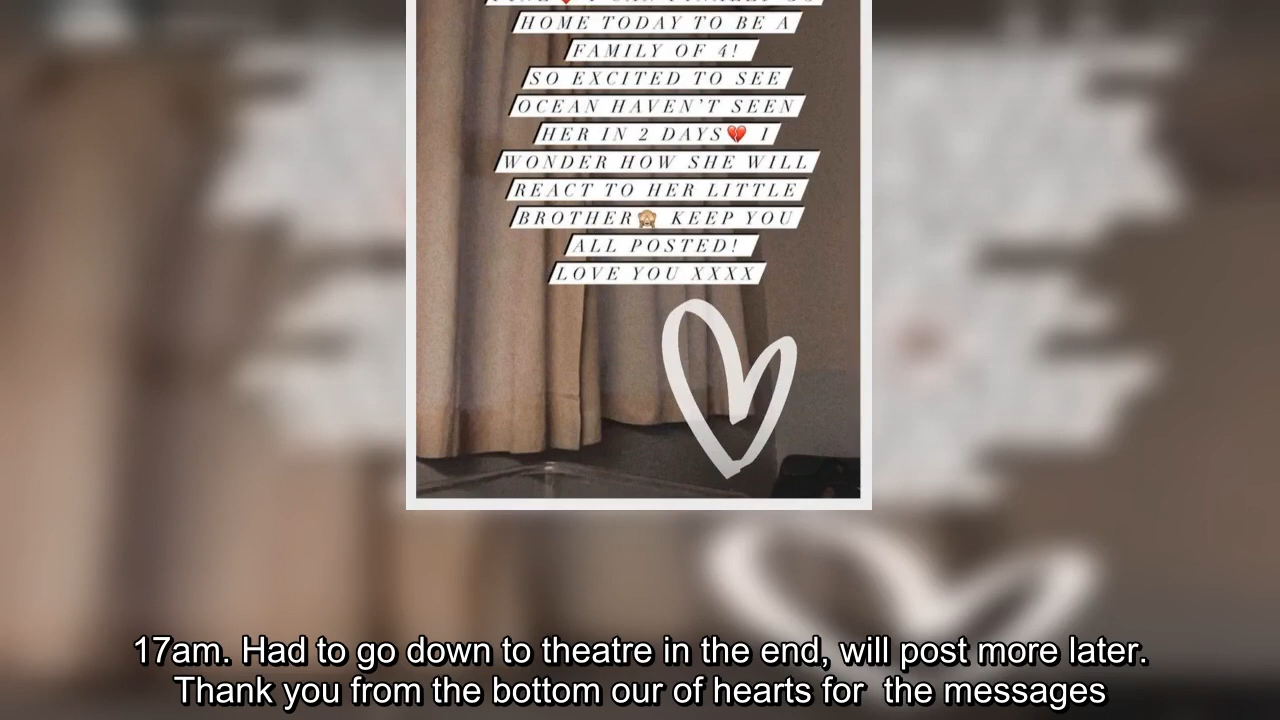 HOME TODAY TO BE A
FAMILY OF 4!
SO EXCITED TO SEE
OCEAN HAVEN'T SEEN
HER IN 2 DAYS💔 I
WONDER HOW SHE WILL
REACT TO HER LITTLE
BROTHER🙈 KEEP YOU
ALL POSTED!
LOVE YOU XXXX
17am. Had to go down to theatre in the end, will post more later.
Thank you from the bottom our of hearts for the messages